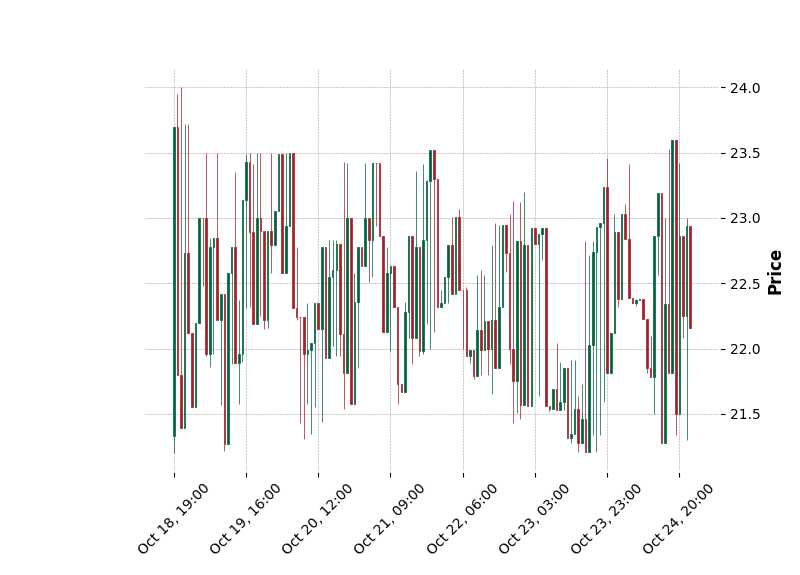 24.0
23.5
23.0
22.5
22.0
21.5
Price
Oct 18, 19:00
Oct 19, 16:00
Oct 20, 12:00
Oct 21, 09:00
Oct 22, 06:00
Oct 23, 03:00
Oct 23, 23:00
Oct 24, 20:00